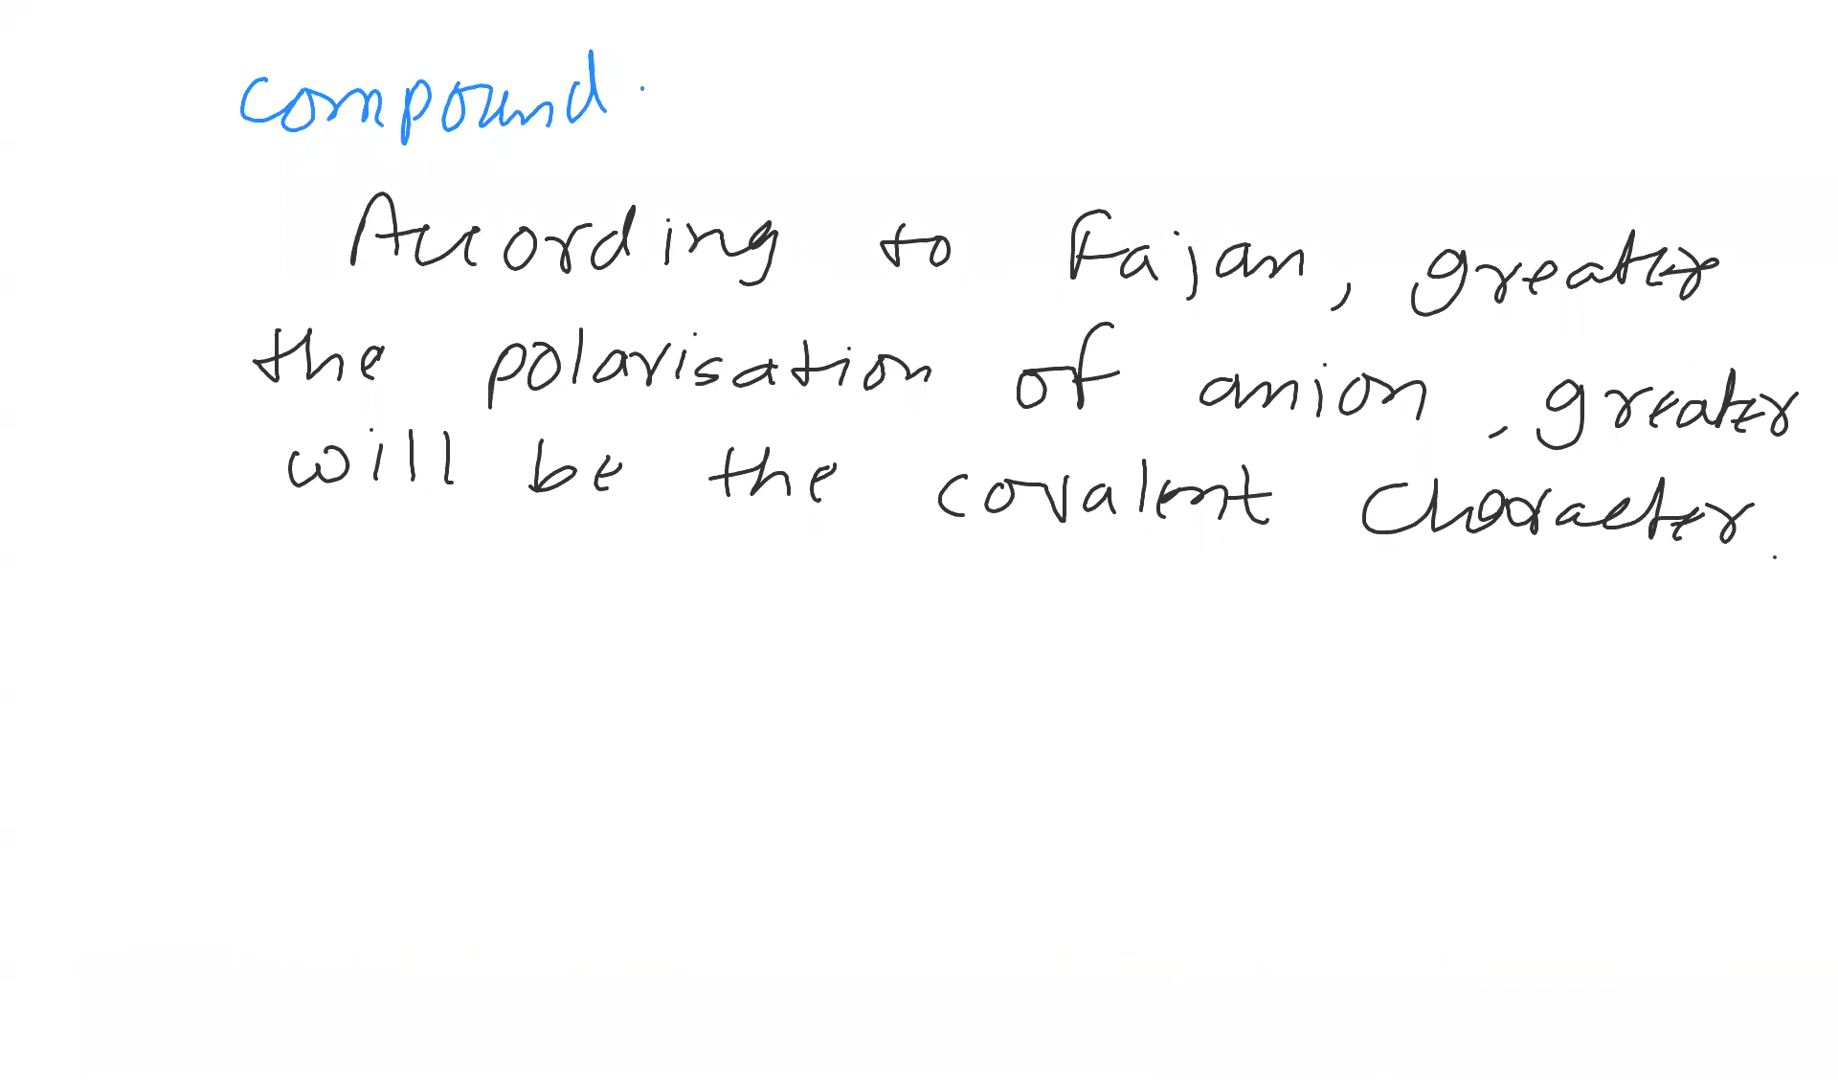 compound.
According to Fajan, greater
the polarisation of anion, greater
will be the covalent character.